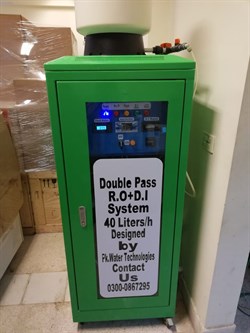 Double Pass
R.O+D.I
System
40 Liters/h
Designed
by
Pk.Water Technologies
Contact
Us
0300-0867295